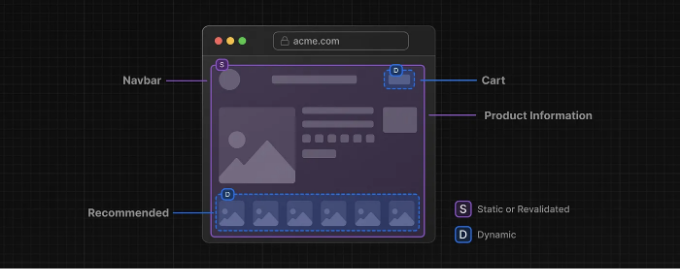 acme.com
S
D
Navbar
Cart
Product Information
D
Recommended
S Static or Revalidated
D Dynamic